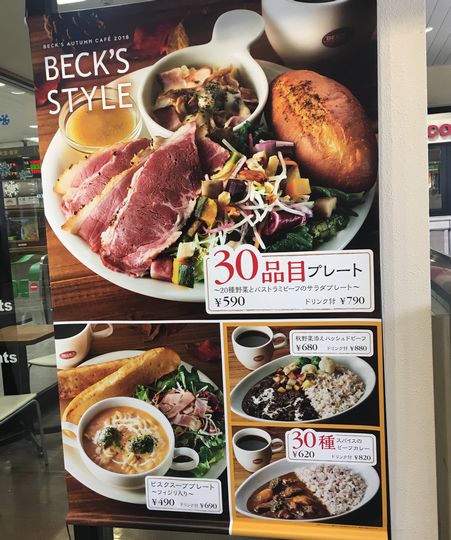 BECK'S AUTUMN CAFÉ 2018
BECK'S
STYLE
30品目プレート
～20種野菜とパストラミビーフのサラダプレート～
¥590 ドリンク付 ¥790
秋野菜添えハッシュドビーフ
¥680 ドリンク付 ¥880
30種 スパイスの
ビーフカレー
¥620 ドリンク付 ¥820
ビスクスーププレート
～フィジリ入り～
¥490 ドリンク付 ¥690